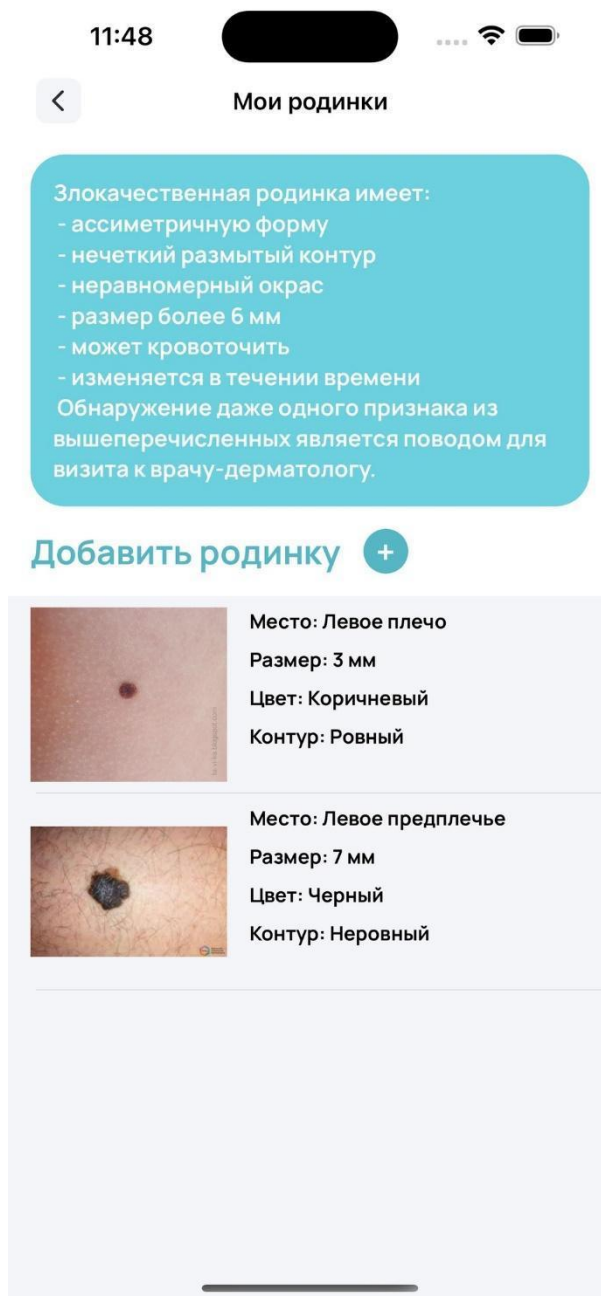 11:48
Мои родинки
Злокачественная родинка имеет:
- ассиметричную форму
- нечеткий размытый контур
- неравномерный окрас
- размер более 6 мм
- может кровоточить
- изменяется в течении времени
Обнаружение даже одного признака из
вышеперечисленных является поводом для
визита к врачу-дерматологу.
Добавить родинку +
Место: Левое плечо
Размер: 3 мм
Цвет: Коричневый
Контур: Ровный
Место: Левое предплечье
Размер: 7 мм
Цвет: Черный
Контур: Неровный